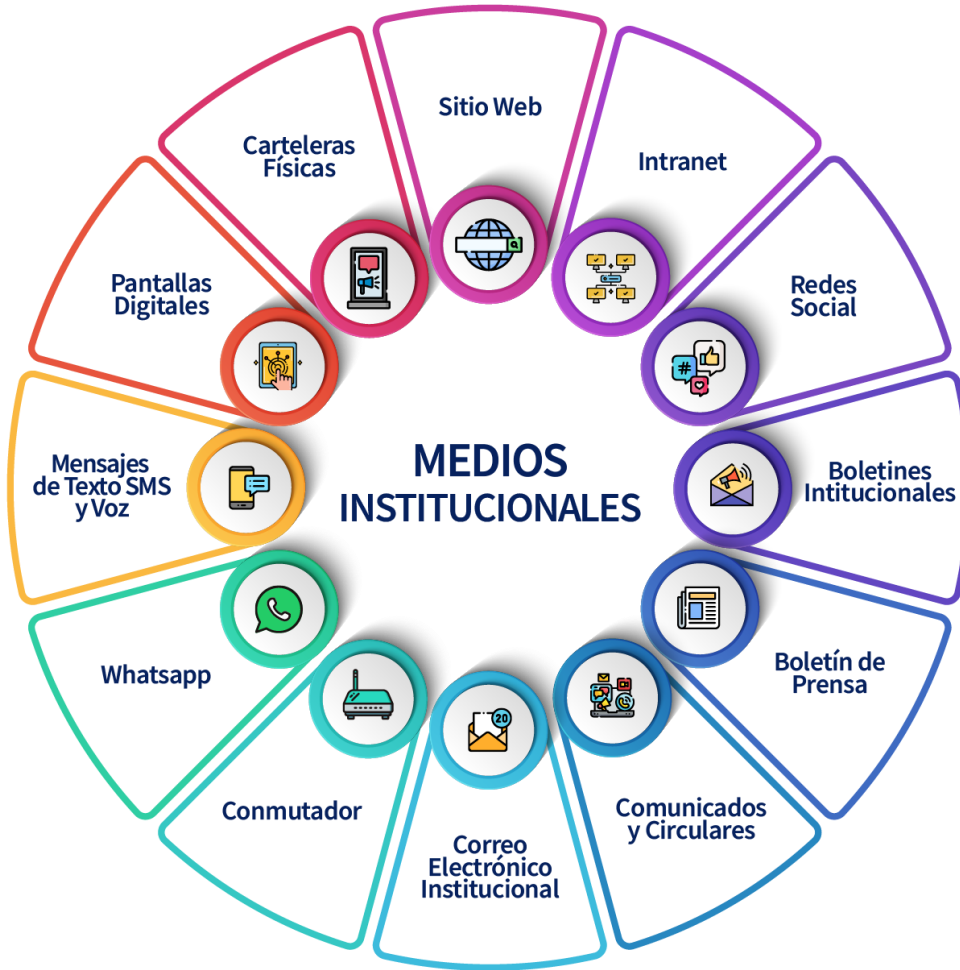 Sitio Web
Intranet
Redes
Social
Boletines
Intitucionales
Boletín de
Prensa
Comunicados
y Circulares
Correo
Electrónico
Institucional
20
Conmutador
Whatsapp
Mensajes
de Texto SMS
y Voz
Pantallas
Digitales
Carteleras
Físicas
#
MEDIOS
INSTITUCIONALES